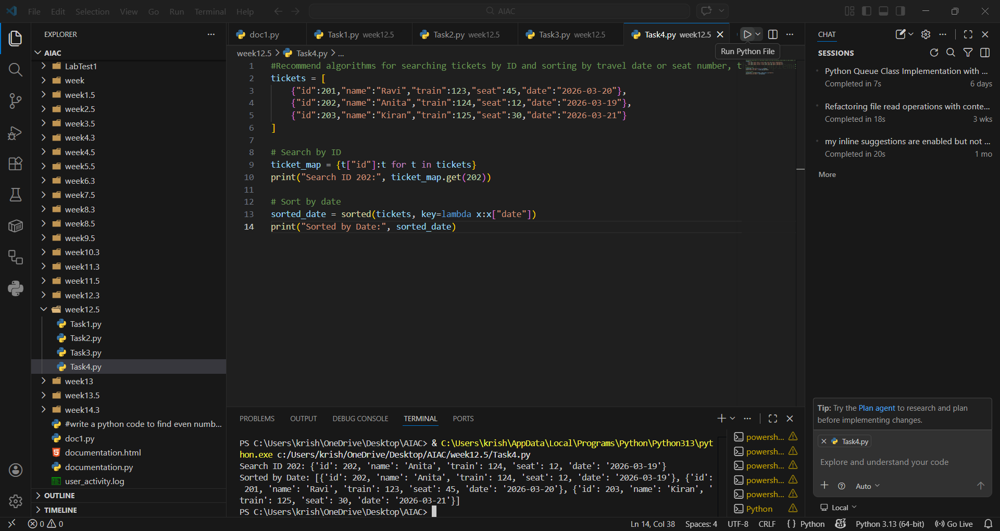 File Edit Selection View Go Run Terminal Help
AIAC
EXPLORER
AIAC
LabTest1
week
week1.5
week2.5
week3.5
week4.3
week4.5
week5.5
week6.3
week7.5
week8.3
week8.5
week9.5
week10.3
week11.3
week11.5
week12.3
week12.5
Task1.py
Task2.py
Task3.py
Task4.py
week13
week13.5
week14.3
#write a python code to find even numb...
doc1.py
documentation.html
documentation.py
user_activity.log
OUTLINE
TIMELINE
doc1.py Task1.py week12.5 Task2.py week12.5 Task3.py week12.5 Task4.py week12.5
week12.5 > Task4.py > ...
Run Python File
1 #Recommend algorithms for searching tickets by ID and sorting by travel date or seat number,
2 tickets = [
3 {"id":201,"name":"Ravi","train":123,"seat":45,"date":"2026-03-20"},
4 {"id":202,"name":"Anita","train":124,"seat":12,"date":"2026-03-19"},
5 {"id":203,"name":"Kiran","train":125,"seat":30,"date":"2026-03-21"}
6 ]
7
8 # Search by ID
9 ticket_map = {t["id"]:t for t in tickets}
10 print("Search ID 202:", ticket_map.get(202))
11
12 # Sort by date
13 sorted_date = sorted(tickets, key=lambda x:x["date"])
14 print("Sorted by Date:", sorted_date)
PROBLEMS OUTPUT DEBUG CONSOLE TERMINAL PORTS
PS C:\Users\krish\OneDrive\Desktop\AIAC> & C:\Users\krish\AppData\Local\Programs\Python\Python313\pyt
hon.exe c:/Users/krish/OneDrive/Desktop/AIAC/week12.5/Task4.py
Search ID 202: {'id': 202, 'name': 'Anita', 'train': 124, 'seat': 12, 'date': '2026-03-19'}
Sorted by Date: [{'id': 202, 'name': 'Anita', 'train': 124, 'seat': 12, 'date': '2026-03-19'}, {'id':
201, 'name': 'Ravi', 'train': 123, 'seat': 45, 'date': '2026-03-20'}, {'id': 203, 'name': 'Kiran', '
train': 125, 'seat': 30, 'date': '2026-03-21'}]
PS C:\Users\krish\OneDrive\Desktop\AIAC>
powersh...
powersh...
powersh...
powersh...
powersh...
Python
CHAT
SESSIONS
Python Queue Class Implementation with ...
Completed in 7s 6 days
Refactoring file read operations with conte...
Completed in 18s 3 wks
my inline suggestions are enabled but not ...
Completed in 20s 1 mo
More
Tip: Try the Plan agent to research and plan
before implementing changes.
Task4.py
Explore and understand your code
Auto
Local
0 0
Ln 14, Col 38 Spaces: 4 UTF-8 CRLF {} Python Python 3.13 (64-bit) Go Live